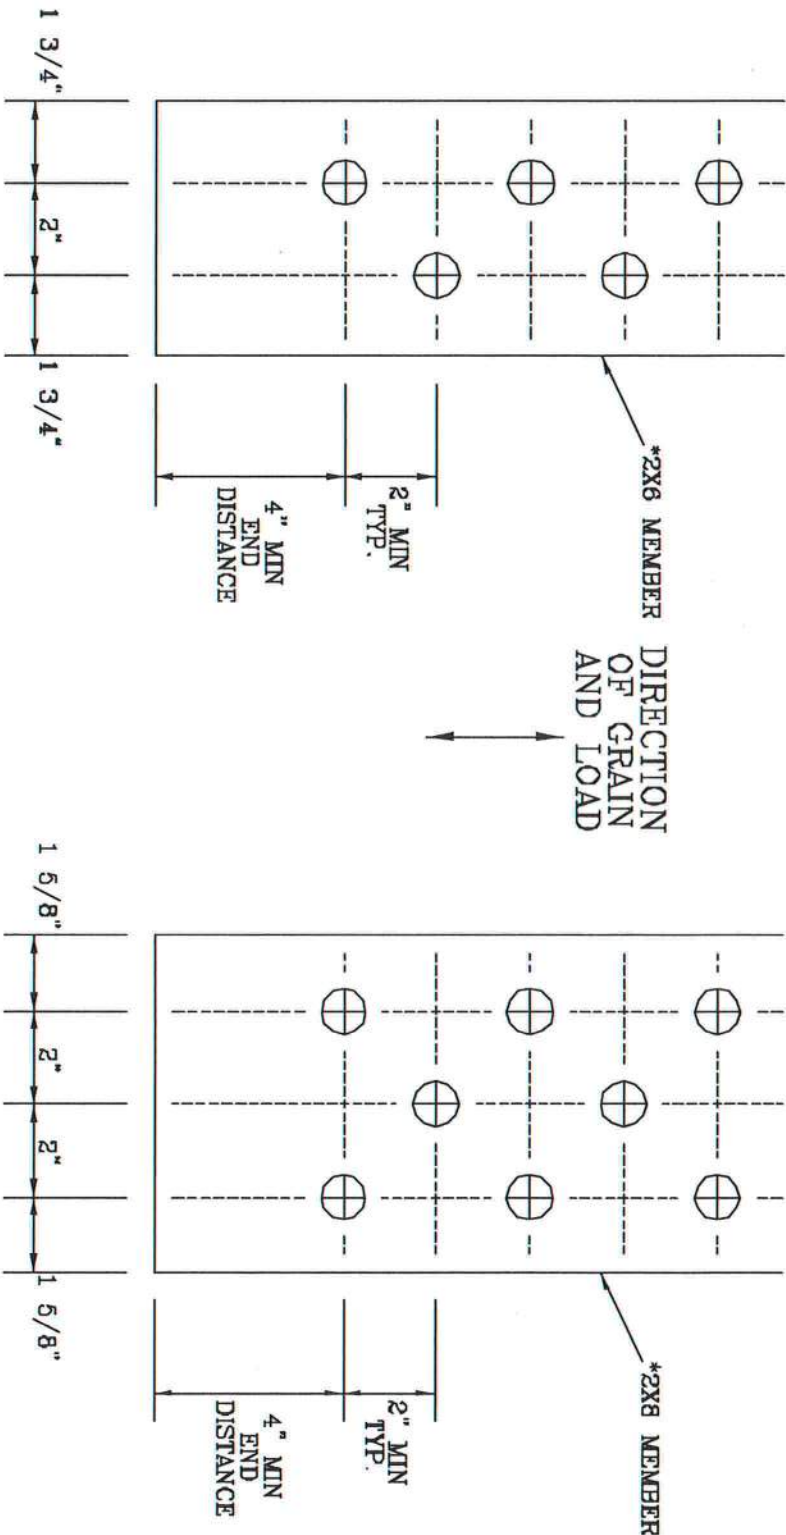 *2X6 MEMBER
DIRECTION
OF GRAIN
AND LOAD
*2X8 MEMBER
2" MIN
TYP.
4" MIN
END
DISTANCE
2" MIN
TYP.
4" MIN
END
DISTANCE
1 3/4"
2"
1 3/4"
1 5/8"
2"
2"
1 5/8"